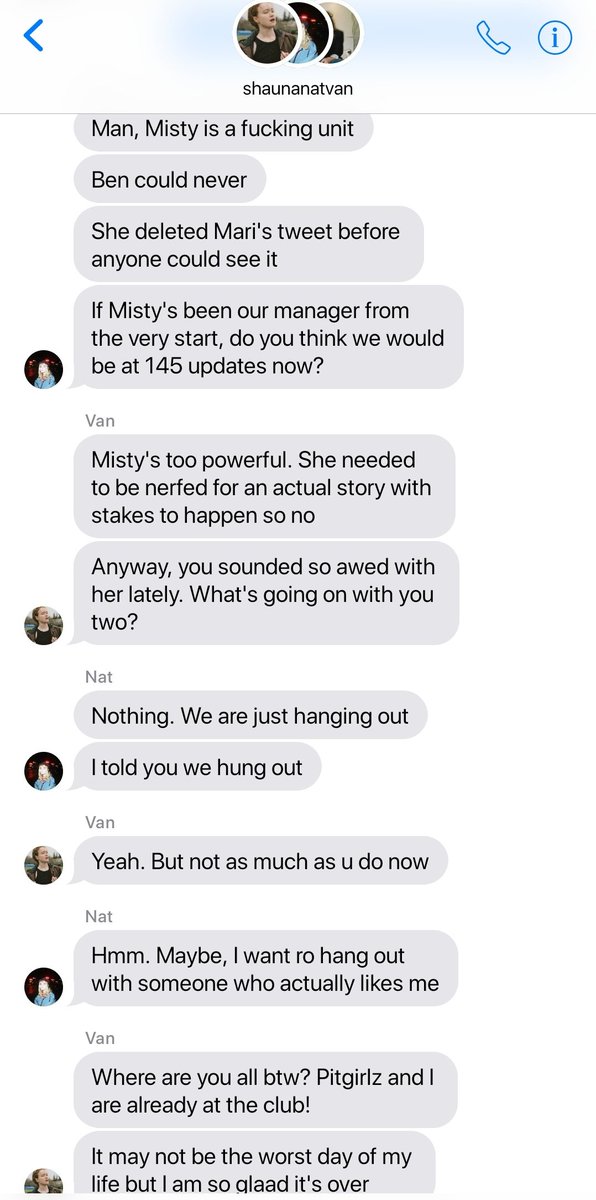 shaunanatvan
Man, Misty is a fucking unit
Ben could never
She deleted Mari's tweet before
anyone could see it
If Misty's been our manager from
the very start, do you think we would
be at 145 updates now?
Van
Misty's too powerful. She needed
to be nerfed for an actual story with
stakes to happen so no
Anyway, you sounded so awed with
her lately. What's going on with you
two?
Nat
Nothing. We are just hanging out
I told you we hung out
Van
Yeah. But not as much as u do now
Nat
Hmm. Maybe, I want ro hang out
with someone who actually likes me
Van
Where are you all btw? Pitgirlz and I
are already at the club!
It may not be the worst day of my
life but I am so glaad it's over